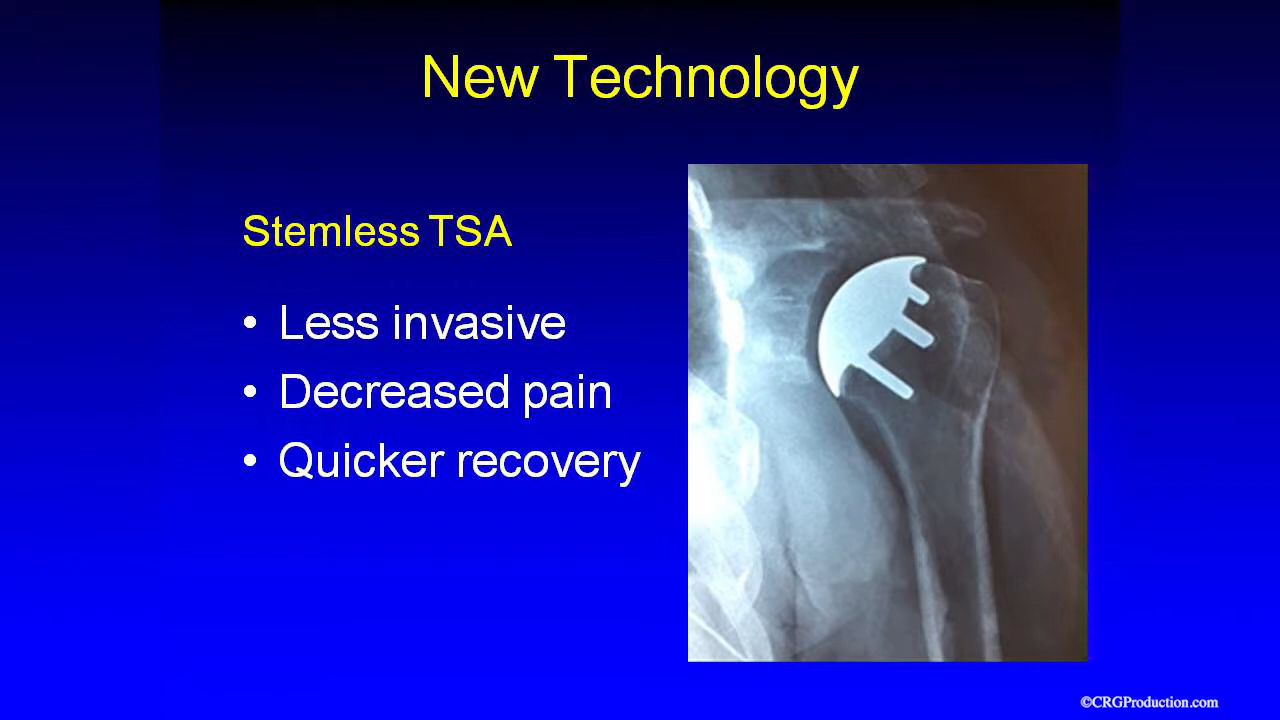 New Technology
Stemless TSA
• Less invasive
• Decreased pain
• Quicker recovery
©CRGProduction.com